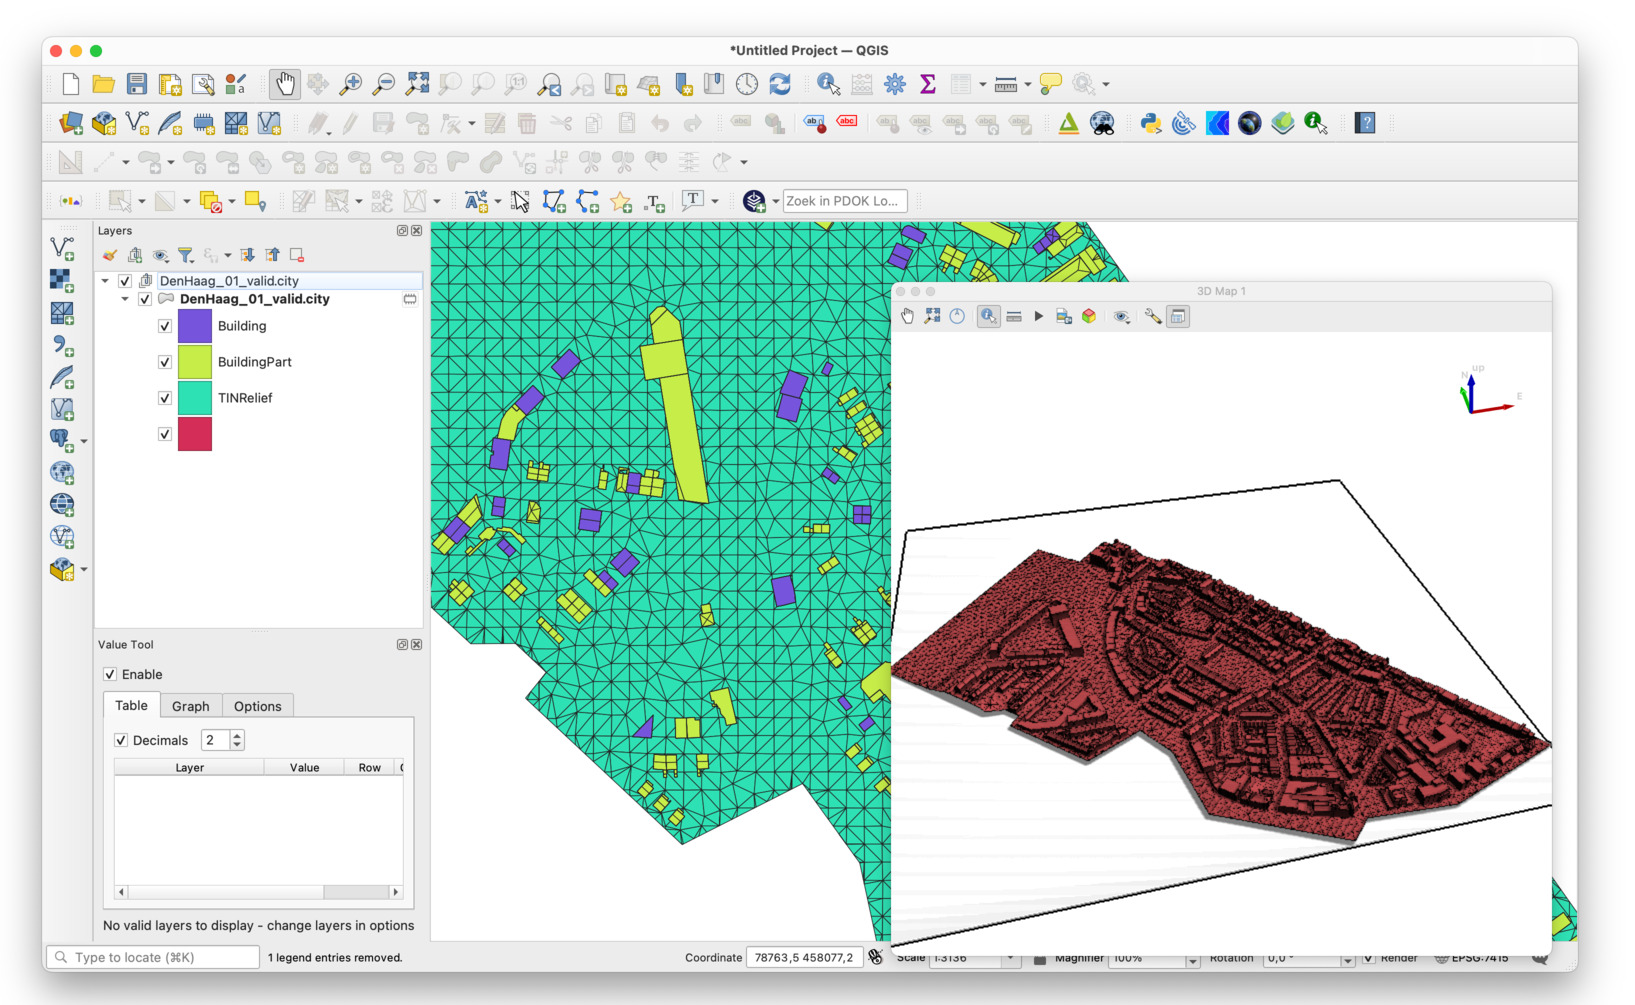 *Untitled Project — QGIS
Zoek in PDOK Lo...
Layers
DenHaag_01_valid.city
DenHaag_01_valid.city
Building
BuildingPart
TINRelief
Value Tool
Enable
Table Graph Options
Decimals 2
Layer Value Row
No valid layers to display - change layers in options
3D Map 1
up
N
E
Type to locate (⌘K) 1 legend entries removed. Coordinate 78763,5 458077,2 Scale 1:3136 Magnifier 100% Rotation 0,0 ° Render EPSG:7415